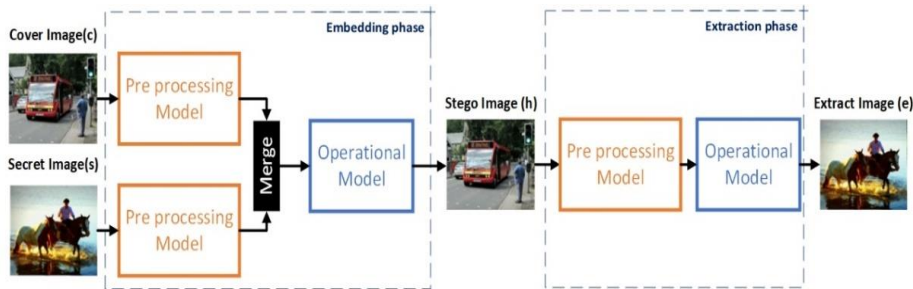 Cover Image(c)
Embedding phase
Pre processing
Model
Secret Image(s)
Pre processing
Model
Merge
Operational
Model
Stego Image (h)
Extraction phase
Pre processing
Model
Operational
Model
Extract Image (e)